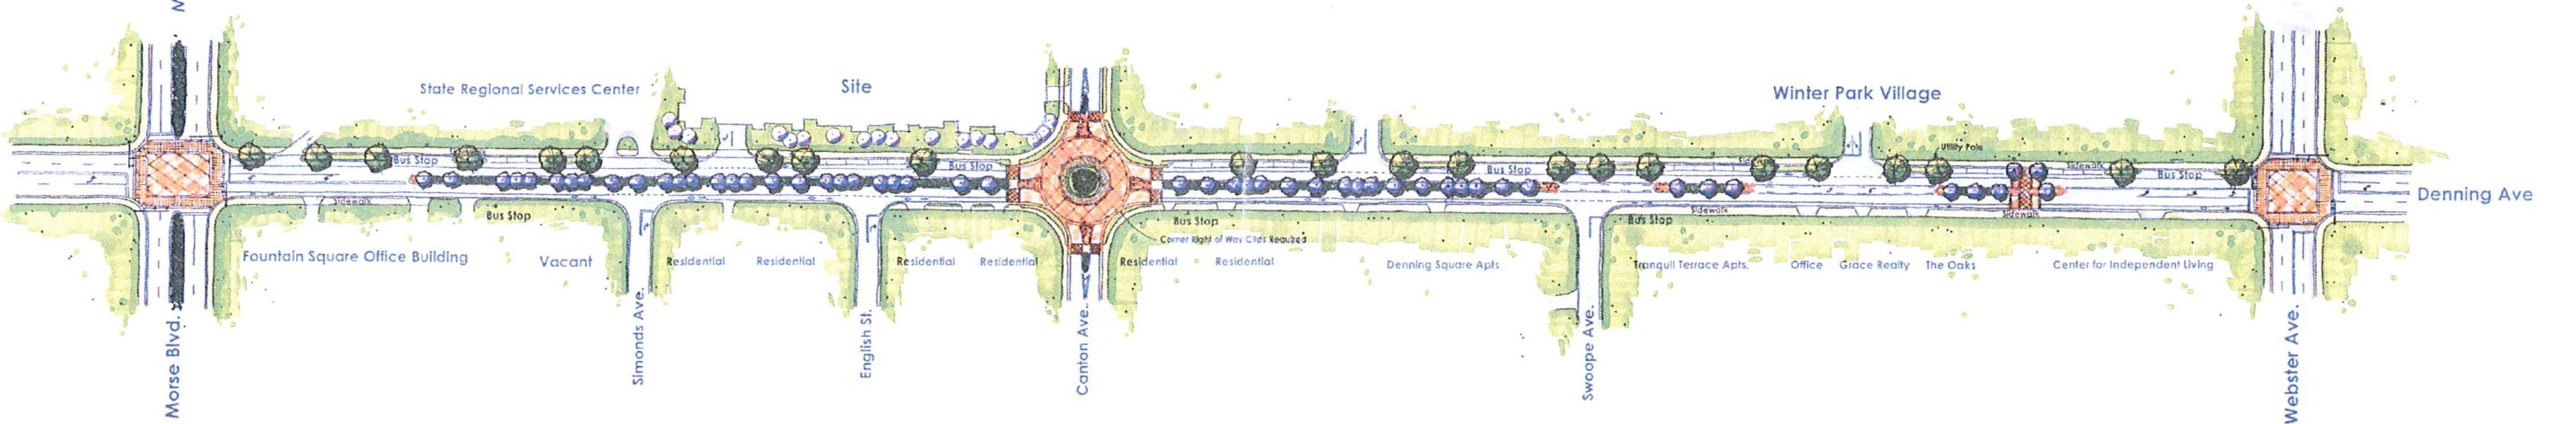 State Regional Services Center
Site
Winter Park Village
Bus Stop
Bus Stop
Bus Stop
Utility Pole
Sidewalk
Bus Stop
Denning Ave
Sidewalk
Bus Stop
Bus Stop
Corner Right of Way Clips Required
Sidewalk
Bus Stop
Sidewalk
Fountain Square Office Building
Vacant
Residential
Residential
Residential
Residential
Residential
Residential
Denning Square Apts
Tranquil Terrace Apts.
Office
Grace Realty
The Oaks
Center for Independent Living
Morse Blvd.
Simonds Ave.
English St.
Canton Ave.
Swoope Ave.
Webster Ave.